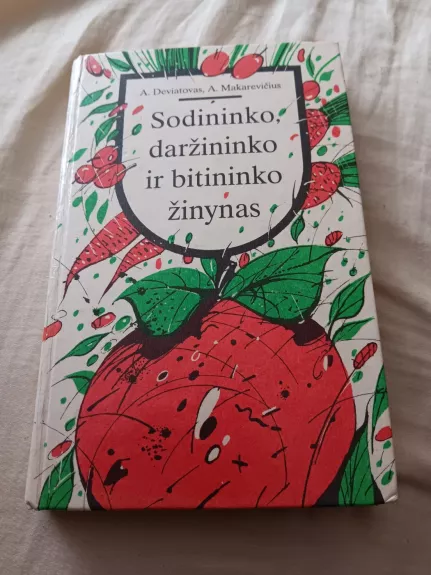 A. Deviatovas, A. Makarevičius
Sodininko,
daržininko
ir bitininko
žinynas